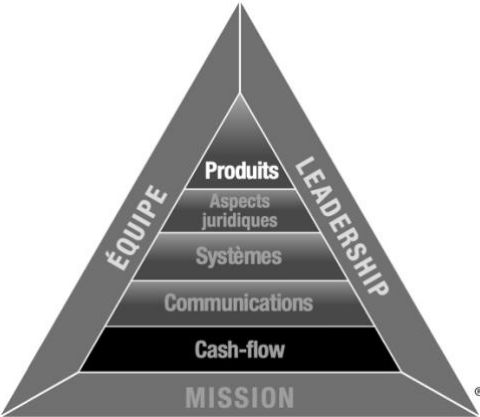 Produits
Aspects
juridiques
Systèmes
Communications
Cash-flow
ÉQUIPE
LEADERSHIP
MISSION
®